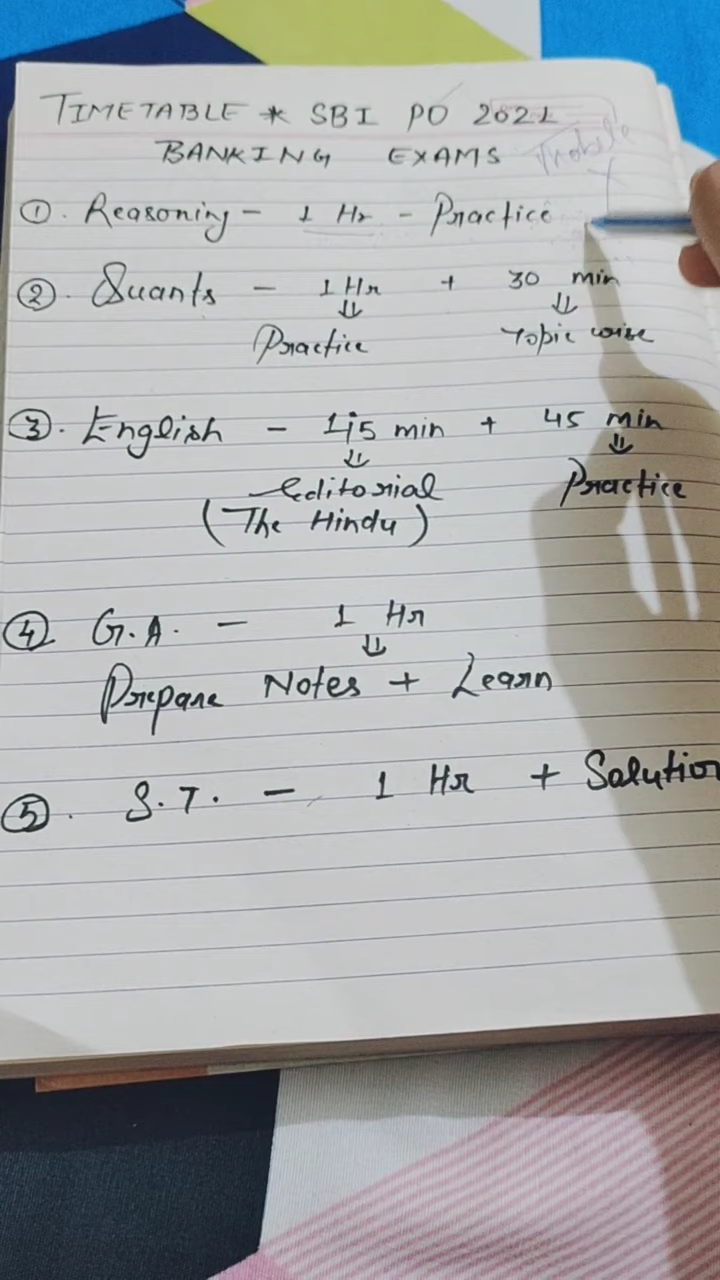 TIMETABLE * SBI PO 2021
BANKING EXAMS
① Reasoning - 1 Hr - Practice
② Quants - 1 Hr + 30 min
⇓ ⇓
Practice Topic wise
③ English - 15 min + 45 min
⇓ ⇓
Editorial Practice
(The Hindu)
④ G.A. - 1 Hr
⇓
Prepare Notes + Learn
⑤ S.T. - 1 Hr + Solution